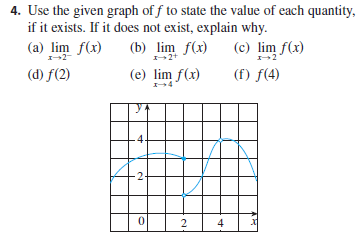 4. Use the given graph of f to state the value of each quantity,
if it exists. If it does not exist, explain why.
(a) lim f(x) (b) lim f(x) (c) lim f(x)
x→2⁻ x→2⁺ x→2
(d) f(2) (e) lim f(x) (f) f(4)
x→4
y
4
2
0 2 4 x